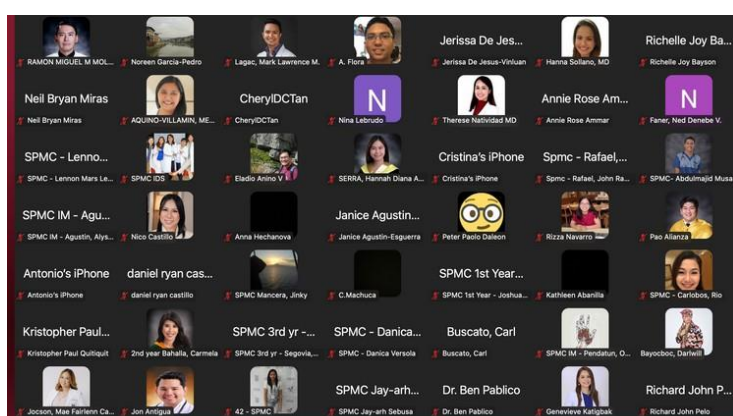 Jerissa De Jes...
Richelle Joy Ba...
RAMON MIGUEL M MOL...
Noreen Garcia-Pedro
Lagac, Mark Lawrence M.
A. Flora
Jerissa De Jesus-Vinluan
Hanna Sollano, MD
Richelle Joy Bayson
Neil Bryan Miras
CherylDCTan
N
Annie Rose Am...
N
Neil Bryan Miras
AQUINO-VILLAMIN, ME...
CherylDCTan
Nina Lebrudo
Therese Natividad MD
Annie Rose Ammar
Faner, Ned Denebe V.
SPMC - Lenno...
Cristina's iPhone
Spmc - Rafael,...
SPMC - Lennon Mars Le...
SPMC IDS
Eladio Anino V
SERRA, Hannah Diana A...
Cristina's iPhone
Spmc - Rafael, John Ra...
SPMC- Abdulmajid Musa
SPMC IM - Agu...
Janice Agustin...
SPMC IM - Agustin, Alys...
Nico Castillo
Anna Hechanova
Janice Agustin-Esguerra
Peter Paolo Daleon
Rizza Navarro
Pao Alianza
Antonio's iPhone
daniel ryan cas...
SPMC 1st Year...
Antonio's iPhone
daniel ryan castillo
SPMC Mancera, Jinky
C.Machuca
SPMC 1st Year - Joshua...
Kathleen Abanilla
SPMC - Carlobos, Rio
Kristopher Paul...
SPMC 3rd yr -...
SPMC - Danica...
Buscato, Carl
Kristopher Paul Quitiquit
2nd year Bahalla, Carmela
SPMC 3rd yr - Segovia,...
SPMC - Danica Versola
Buscato, Carl
SPMC IM - Pendatun, O...
Bayocboc, Darlwill
SPMC Jay-arh...
Dr. Ben Pablico
Richard John P...
Jocson, Mae Fairlenn Ca...
Jon Antigua
42 - SPMC
SPMC Jay-arh Sebusa
Dr. Ben Pablico
Genevieve Katigbak
Richard John Pelo